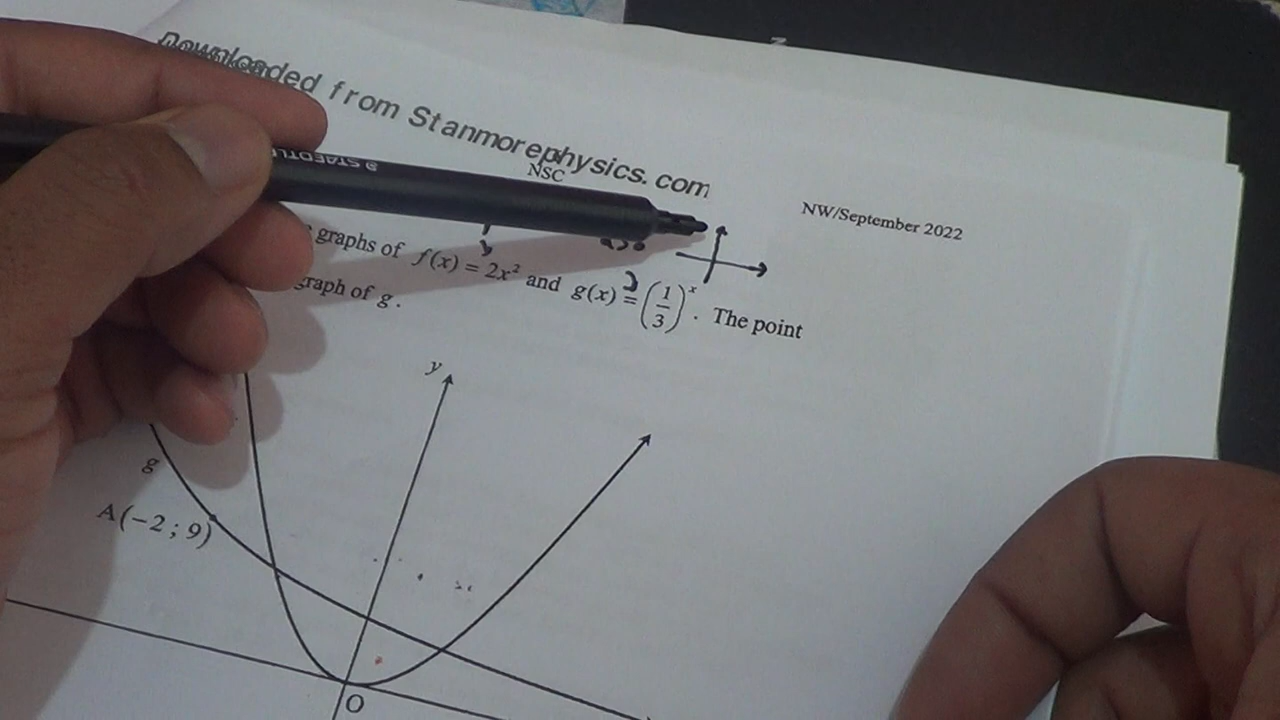 Downloaded from Stanmorephysics.com
NSC
NW/September 2022
STAEDTLER
graphs of f(x) = 2x² and g(x) = (1/3)ˣ . The point
graph of g .
y
g
A(−2 ; 9)
O